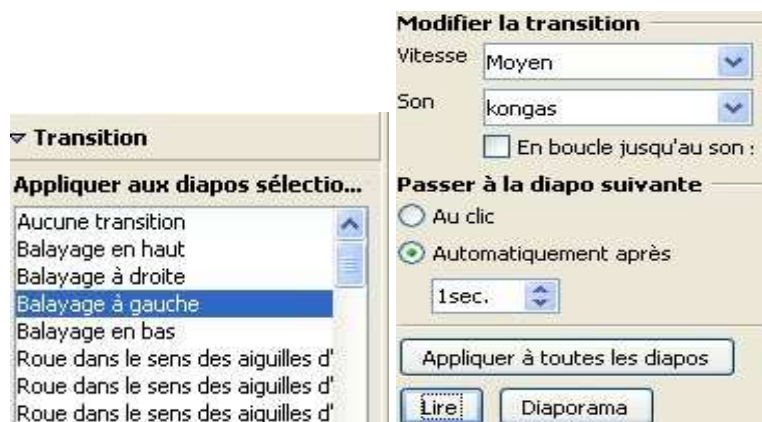 Transition
Appliquer aux diapos sélectio...
Aucune transition
Balayage en haut
Balayage à droite
Balayage à gauche
Balayage en bas
Roue dans le sens des aiguilles d'
Roue dans le sens des aiguilles d'
Roue dans le sens des aiguilles d'
Modifier la transition
Vitesse Moyen
Son kongas
En boucle jusqu'au son :
Passer à la diapo suivante
Au clic
Automatiquement après
1sec.
Appliquer à toutes les diapos
Lire Diaporama